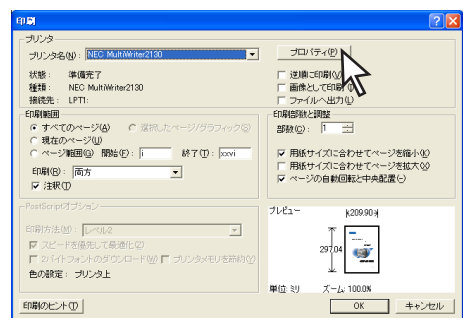 印刷
プリンタ
プリンタ名(N): NEC MultiWriter2130
プロパティ(P)
状態: 準備完了
種類: NEC MultiWriter2130
接続先: LPT1:
逆順に印刷(V)
画像として印刷
ファイルへ出力(L)
印刷範囲
すべてのページ(A) 選択したページ/グラフィック(S)
現在のページ(U)
ページ範囲(G) 開始(F): i 終了(T): xxvi
印刷(R): 両方
注釈(T)
印刷部数と調整
部数(C): 1
用紙サイズに合わせてページを縮小(K)
用紙サイズに合わせてページを拡大(X)
ページの自動回転と中央配置(-)
PostScriptオプション
印刷方法(M): レベル2
スピードを優先して最適化(Z)
2バイトフォントのダウンロード(W) プリンタメモリを節約(Y)
色の設定: プリンタ上
プレビュー
209.90
297.04
単位: ミリ ズーム: 100.0%
印刷のヒント(T)
OK
キャンセル